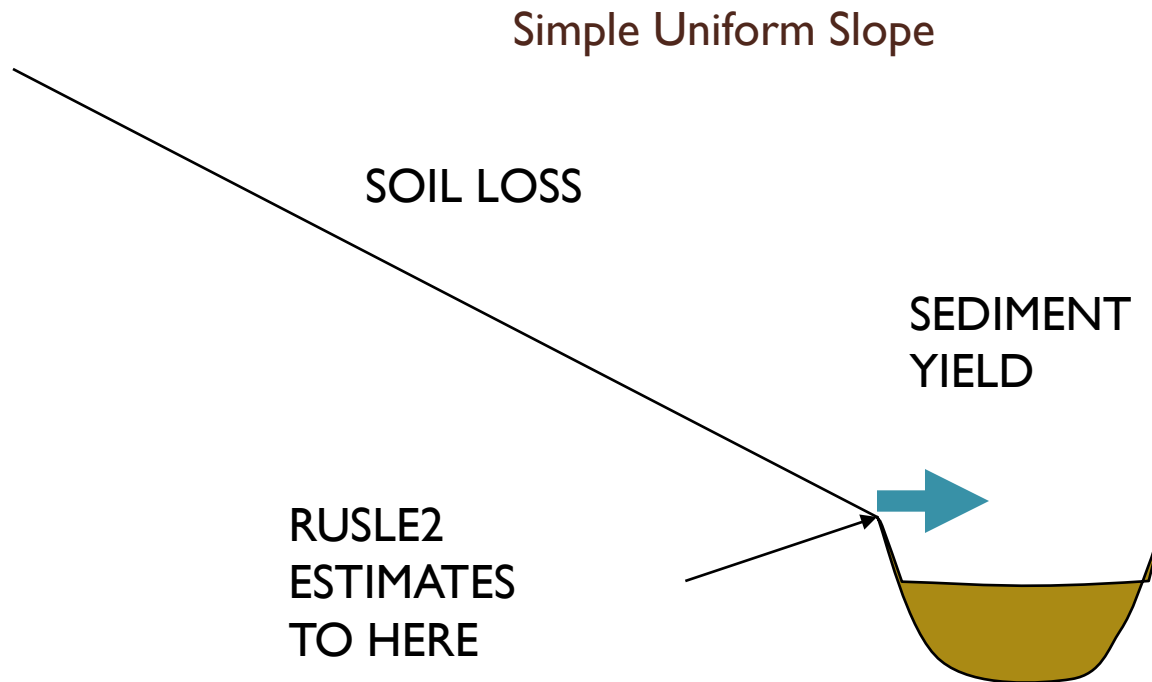 Simple Uniform Slope
SOIL LOSS
SEDIMENT
YIELD
RUSLE2
ESTIMATES
TO HERE